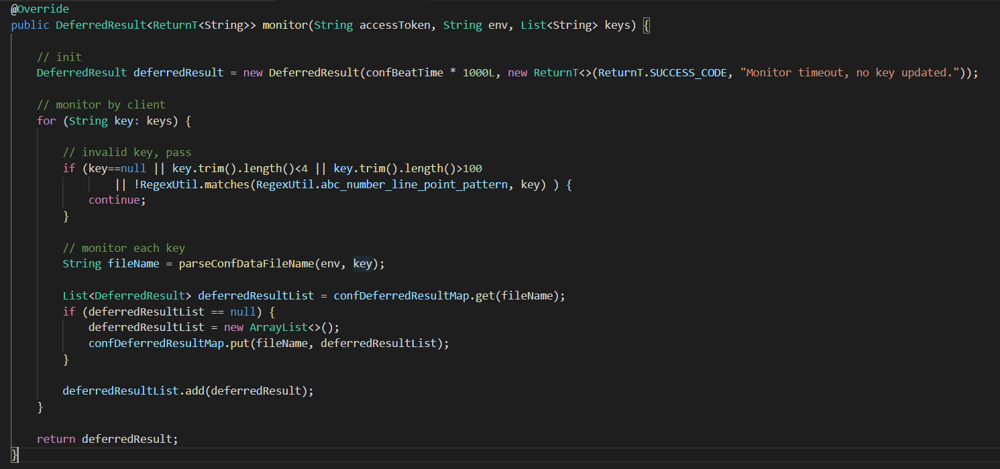 @Override
public DeferredResult<ReturnT<String>> monitor(String accessToken, String env, List<String> keys) {
// init
DeferredResult deferredResult = new DeferredResult(confBeatTime * 1000L, new ReturnT<>(ReturnT.SUCCESS_CODE, "Monitor timeout, no key updated."));
// monitor by client
for (String key: keys) {
// invalid key, pass
if (key==null || key.trim().length()<4 || key.trim().length()>100
|| !RegexUtil.matches(RegexUtil.abc_number_line_point_pattern, key) ) {
continue;
}
// monitor each key
String fileName = parseConfDataFileName(env, key);
List<DeferredResult> deferredResultList = confDeferredResultMap.get(fileName);
if (deferredResultList == null) {
deferredResultList = new ArrayList<>();
confDeferredResultMap.put(fileName, deferredResultList);
}
deferredResultList.add(deferredResult);
}
return deferredResult;
}